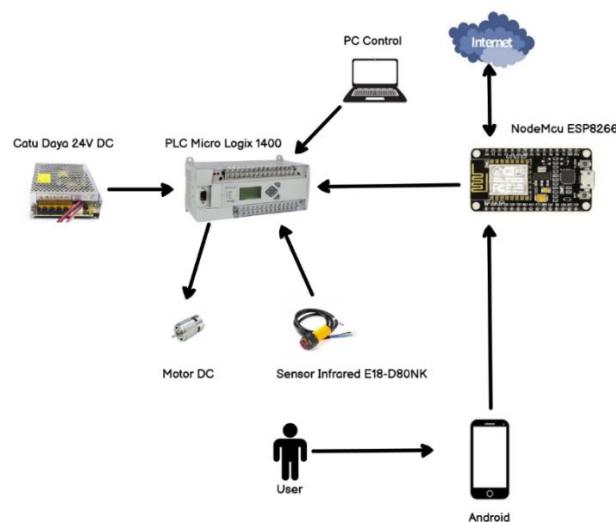 PC Control
Internet
NodeMcu ESP8266
Catu Daya 24V DC
PLC Micro Logix 1400
Motor DC
Sensor Infrared E18-D80NK
User
Android